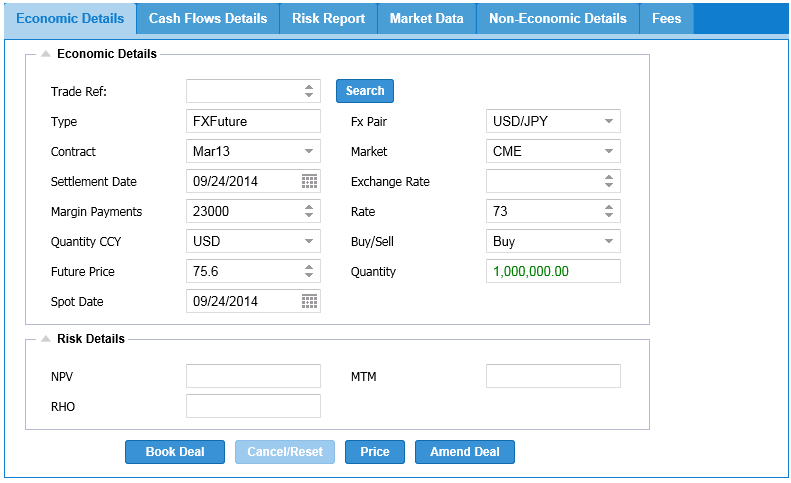 Economic Details Cash Flows Details Risk Report Market Data Non-Economic Details Fees
Economic Details
Trade Ref: Search
Type FXFuture Fx Pair USD/JPY
Contract Mar13 Market CME
Settlement Date 09/24/2014 Exchange Rate
Margin Payments 23000 Rate 73
Quantity CCY USD Buy/Sell Buy
Future Price 75.6 Quantity 1,000,000.00
Spot Date 09/24/2014
Risk Details
NPV MTM
RHO
Book Deal Cancel/Reset Price Amend Deal